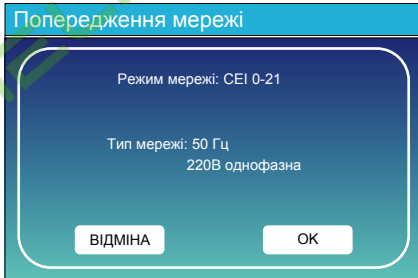 Попередження мережі
Режим мережі: CEI 0-21
Тип мережі: 50 Гц
220В однофазна
ВІДМІНА
OK